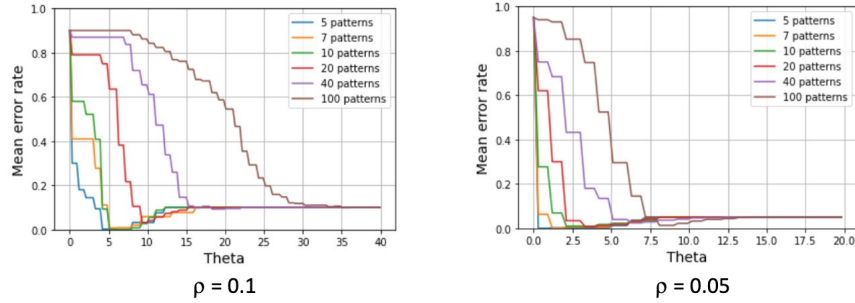 1.0
0.8
0.6
0.4
0.2
0.0
Mean error rate
0 5 10 15 20 25 30 35 40
Theta
5 patterns
7 patterns
10 patterns
20 patterns
40 patterns
100 patterns
ρ = 0.1
1.0
0.8
0.6
0.4
0.2
0.0
Mean error rate
0.0 2.5 5.0 7.5 10.0 12.5 15.0 17.5 20.0
Theta
5 patterns
7 patterns
10 patterns
20 patterns
40 patterns
100 patterns
ρ = 0.05